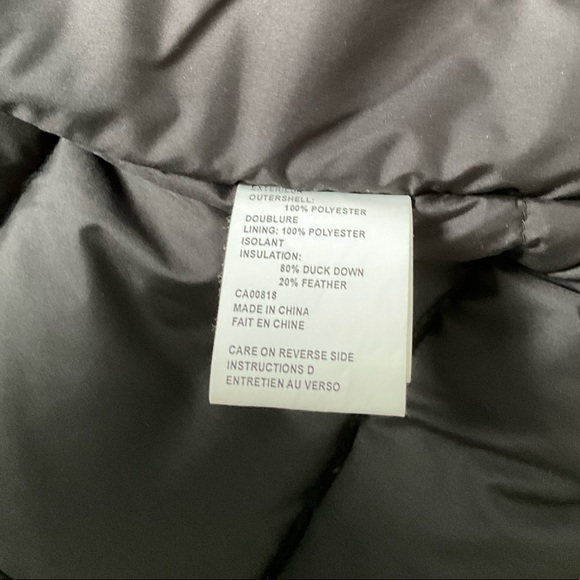 EXTERIEUR
OUTERSHELL:
100% POLYESTER
DOUBLURE
LINING: 100% POLYESTER
ISOLANT
INSULATION:
80% DUCK DOWN
20% FEATHER
CA00818
MADE IN CHINA
FAIT EN CHINE
CARE ON REVERSE SIDE
INSTRUCTIONS D
ENTRETIEN AU VERSO